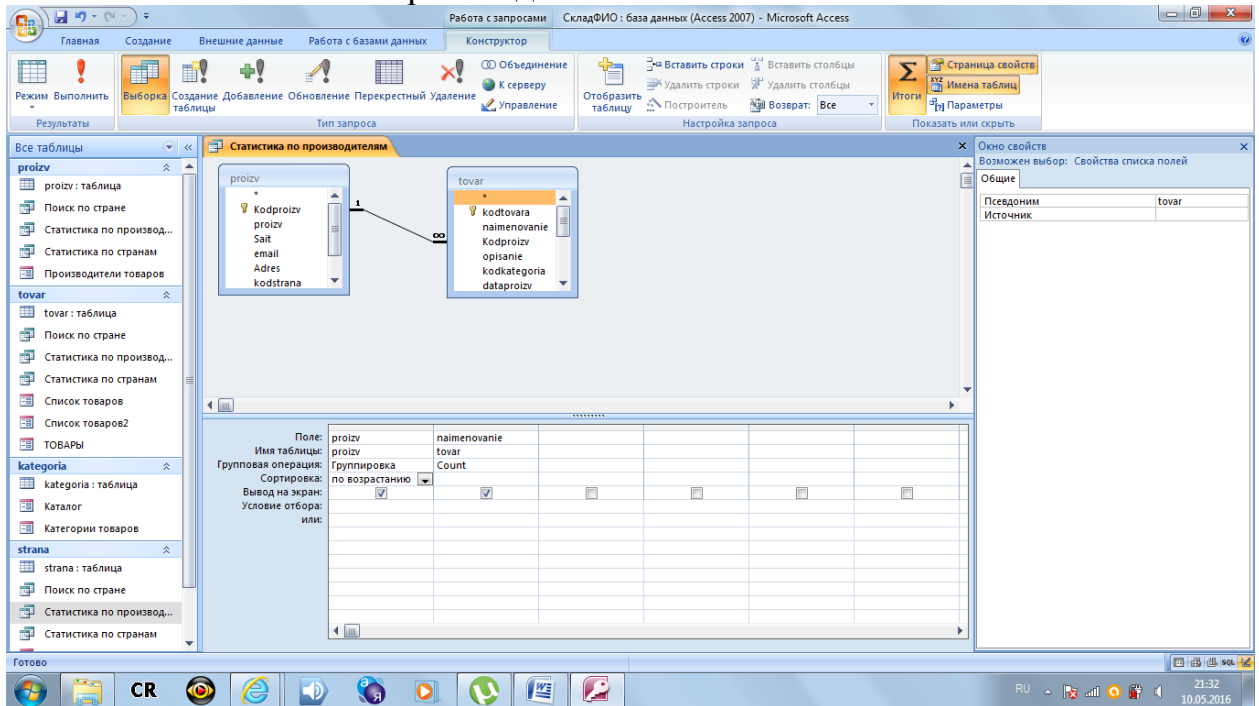 Работа с запросами СкладФИО : база данных (Access 2007) - Microsoft Access
Главная Создание Внешние данные Работа с базами данных Конструктор
Режим Выполнить
Результаты
Выборка Создание таблицы Добавление Обновление Перекрестный Удаление
Объединение
К серверу
Управление
Тип запроса
Отобразить таблицу
Вставить строки
Удалить строки
Построитель
Вставить столбцы
Удалить столбцы
Возврат: Все
Настройка запроса
Итоги
Страница свойств
Имена таблиц
Параметры
Показать или скрыть
Все таблицы
proizv
proizv : таблица
Поиск по стране
Статистика по производ...
Статистика по странам
Производители товаров
tovar
tovar : таблица
Поиск по стране
Статистика по производ...
Статистика по странам
Список товаров
Список товаров2
ТОВАРЫ
kategoria
kategoria : таблица
Каталог
Категории товаров
strana
strana : таблица
Поиск по стране
Статистика по производ...
Статистика по странам
Статистика по производителям
proizv
*
Kodproizv
proizv
Sait
email
Adres
kodstrana
1
∞
tovar
*
kodtovara
naimenovanie
Kodproizv
opisanie
kodkategoria
dataproizv
Поле: proizv naimenovanie
Имя таблицы: proizv tovar
Групповая операция: Группировка Count
Сортировка: по возрастанию
Вывод на экран:
Условие отбора:
или:
Окно свойств
Возможен выбор: Свойства списка полей
Общие
Псевдоним tovar
Источник
Готово
SQL
CR
RU
21:32
10.05.2016